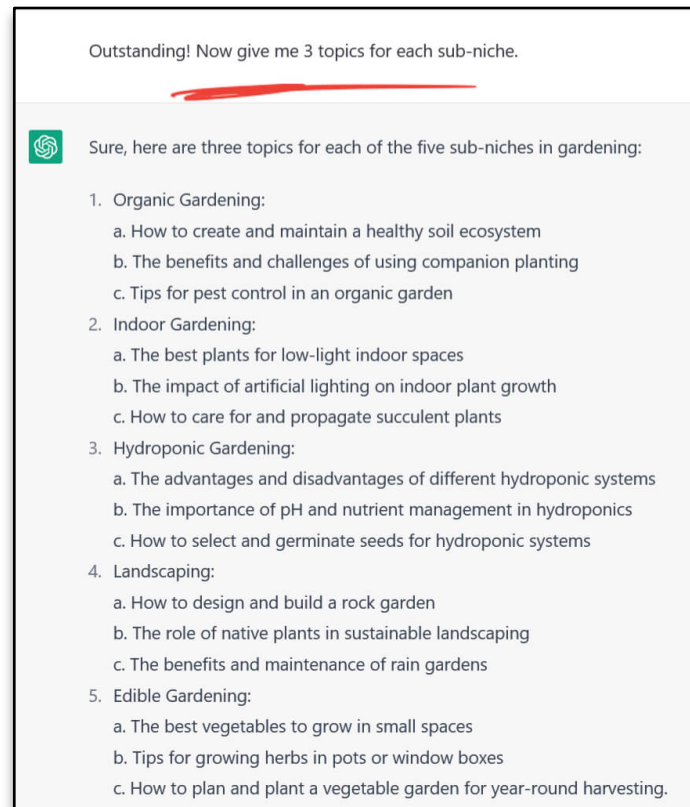 Outstanding! Now give me 3 topics for each sub-niche.
Sure, here are three topics for each of the five sub-niches in gardening:
1. Organic Gardening:
a. How to create and maintain a healthy soil ecosystem
b. The benefits and challenges of using companion planting
c. Tips for pest control in an organic garden
2. Indoor Gardening:
a. The best plants for low-light indoor spaces
b. The impact of artificial lighting on indoor plant growth
c. How to care for and propagate succulent plants
3. Hydroponic Gardening:
a. The advantages and disadvantages of different hydroponic systems
b. The importance of pH and nutrient management in hydroponics
c. How to select and germinate seeds for hydroponic systems
4. Landscaping:
a. How to design and build a rock garden
b. The role of native plants in sustainable landscaping
c. The benefits and maintenance of rain gardens
5. Edible Gardening:
a. The best vegetables to grow in small spaces
b. Tips for growing herbs in pots or window boxes
c. How to plan and plant a vegetable garden for year-round harvesting.